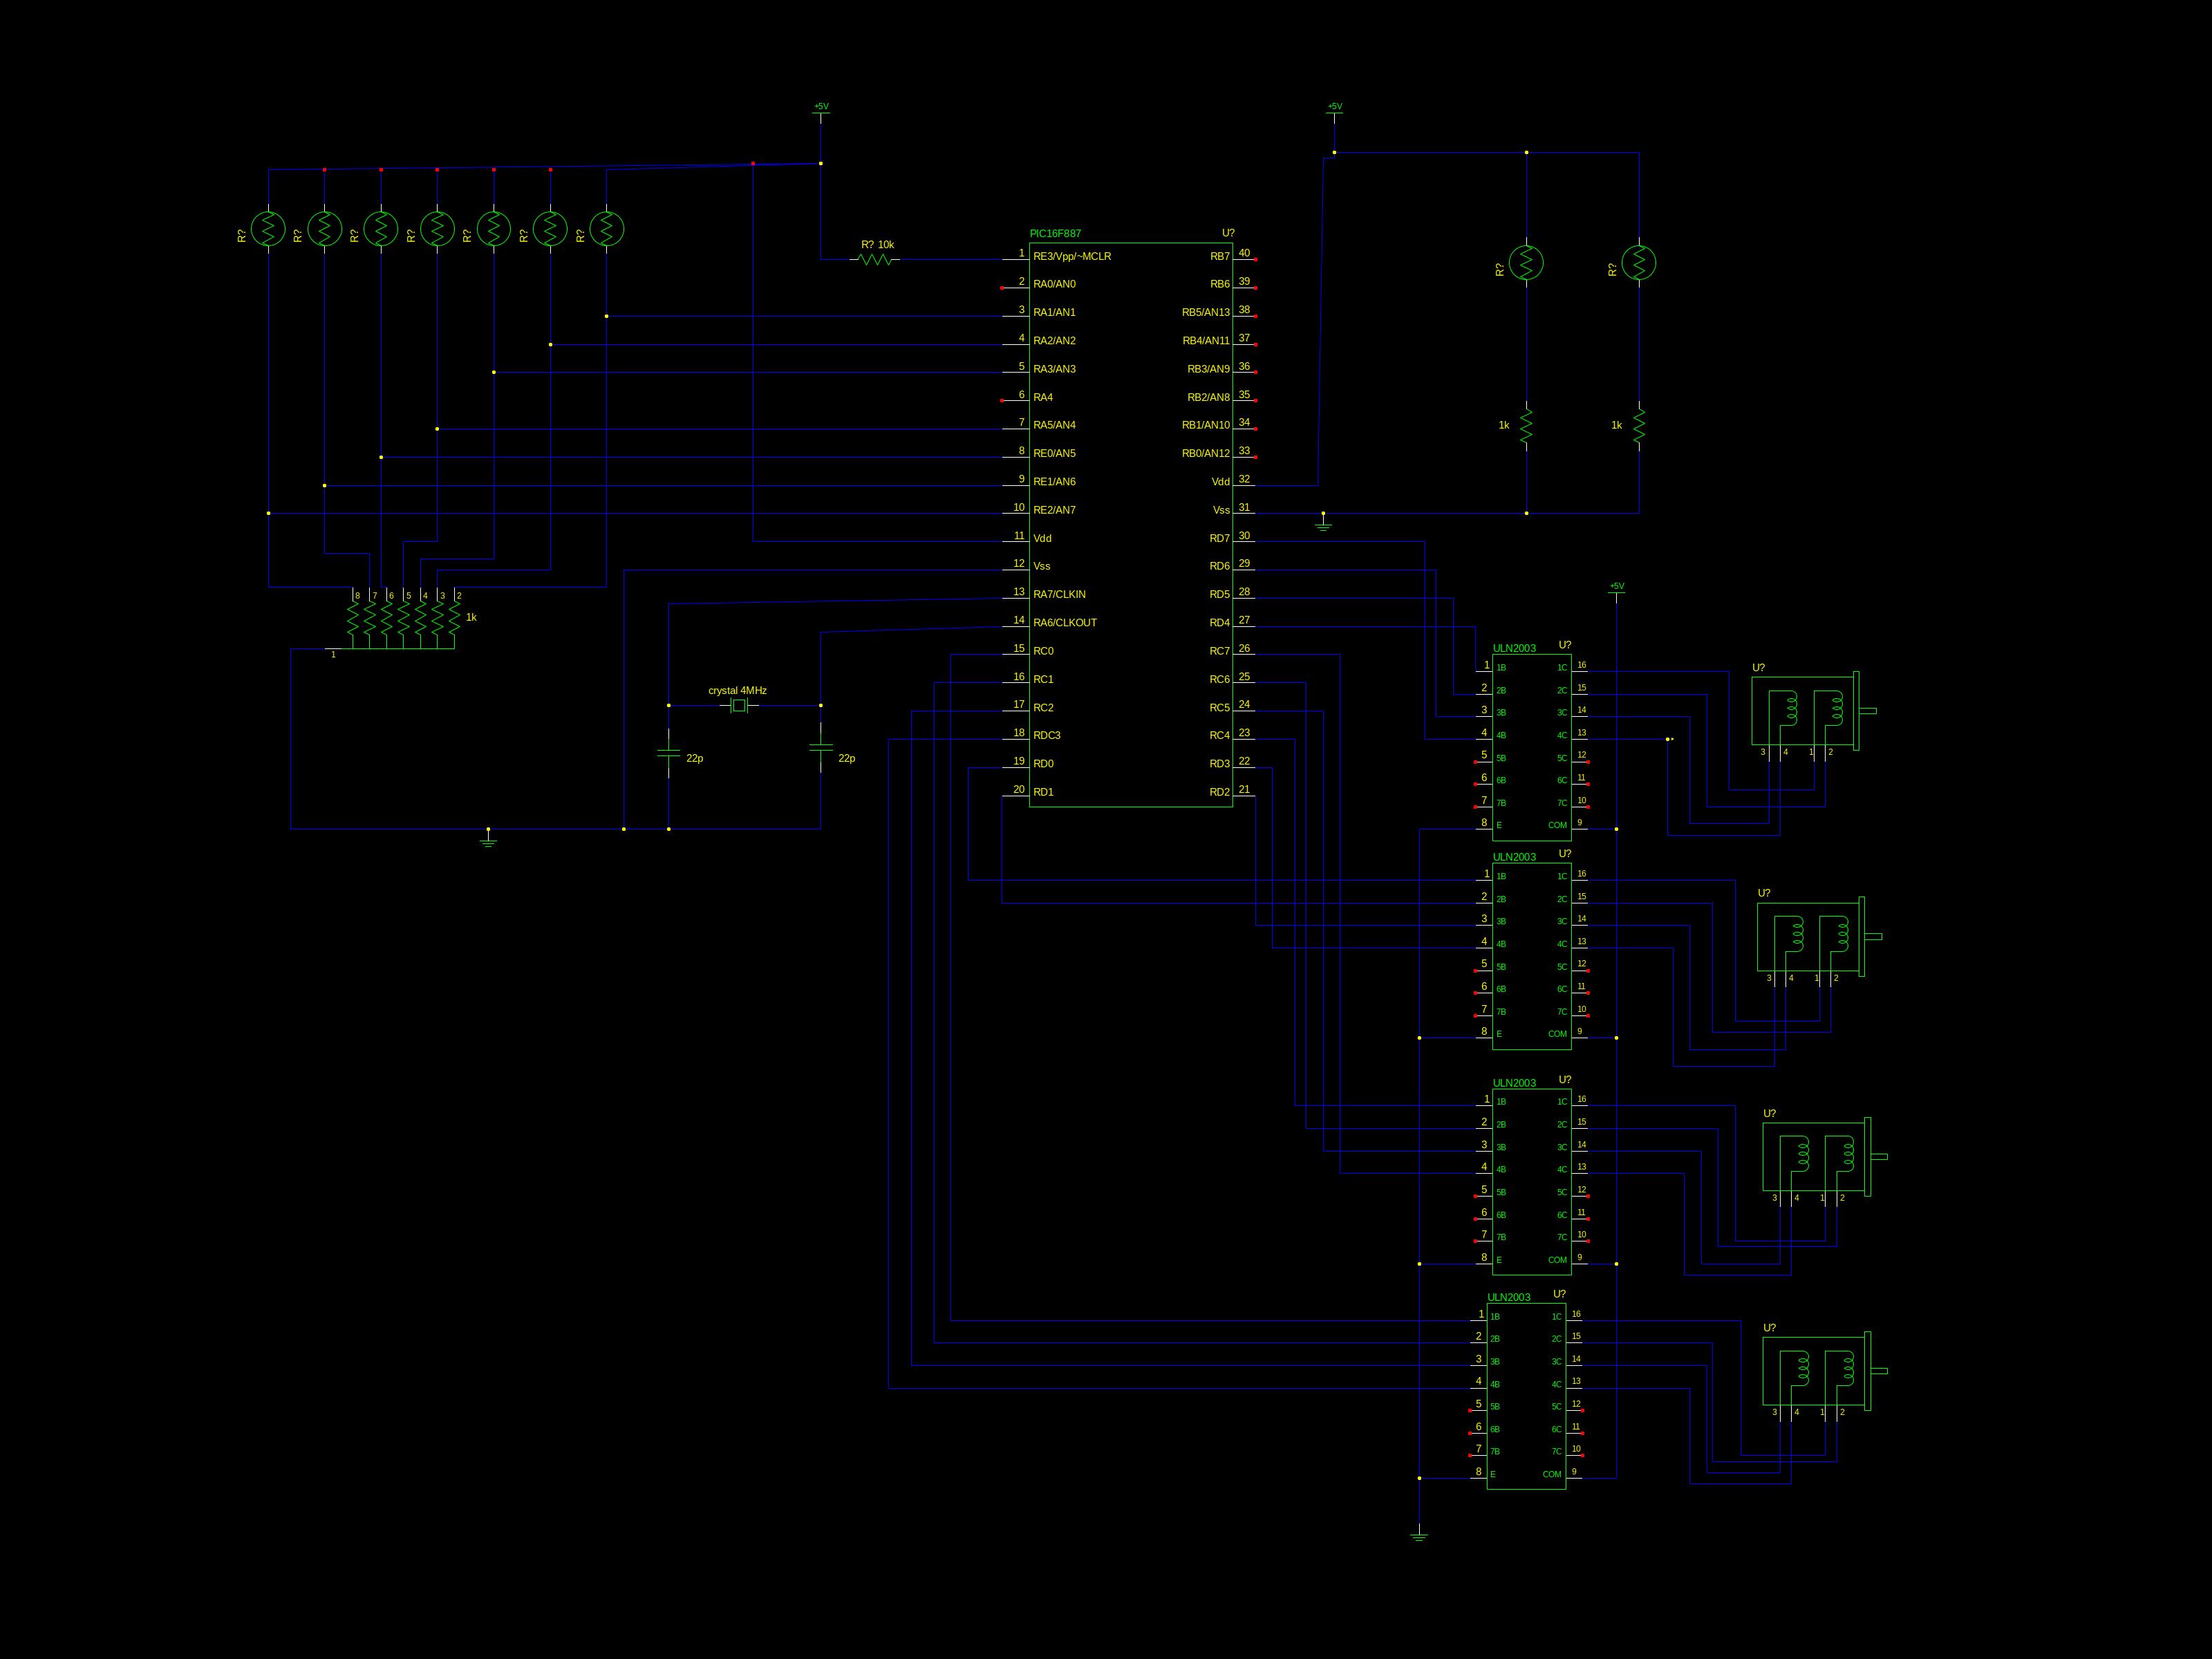 +5V
+5V
R?
R?
R?
R?
R?
R?
R?
R? 10k
R?
R?
1k
1k
PIC16F887 U?
1 RE3/Vpp/~MCLR RB7 40
2 RA0/AN0 RB6 39
3 RA1/AN1 RB5/AN13 38
4 RA2/AN2 RB4/AN11 37
5 RA3/AN3 RB3/AN9 36
6 RA4 RB2/AN8 35
7 RA5/AN4 RB1/AN10 34
8 RE0/AN5 RB0/AN12 33
9 RE1/AN6 Vdd 32
10 RE2/AN7 Vss 31
11 Vdd RD7 30
12 Vss RD6 29
13 RA7/CLKIN RD5 28
14 RA6/CLKOUT RD4 27
15 RC0 RC7 26
16 RC1 RC6 25
17 RC2 RC5 24
18 RDC3 RC4 23
19 RD0 RD3 22
20 RD1 RD2 21
8 7 6 5 4 3 2
1k
1
crystal 4MHz
22p
22p
+5V
ULN2003 U?
1 1B 1C 16
2 2B 2C 15
3 3B 3C 14
4 4B 4C 13
5 5B 5C 12
6 6B 6C 11
7 7B 7C 10
8 E COM 9
U?
3 4 1 2
ULN2003 U?
1 1B 1C 16
2 2B 2C 15
3 3B 3C 14
4 4B 4C 13
5 5B 5C 12
6 6B 6C 11
7 7B 7C 10
8 E COM 9
U?
3 4 1 2
ULN2003 U?
1 1B 1C 16
2 2B 2C 15
3 3B 3C 14
4 4B 4C 13
5 5B 5C 12
6 6B 6C 11
7 7B 7C 10
8 E COM 9
U?
3 4 1 2
ULN2003 U?
1 1B 1C 16
2 2B 2C 15
3 3B 3C 14
4 4B 4C 13
5 5B 5C 12
6 6B 6C 11
7 7B 7C 10
8 E COM 9
U?
3 4 1 2